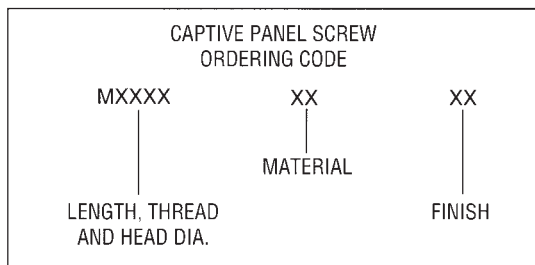 CAPTIVE PANEL SCREW
ORDERING CODE
MXXXX XX XX
MATERIAL
LENGTH, THREAD FINISH
AND HEAD DIA.